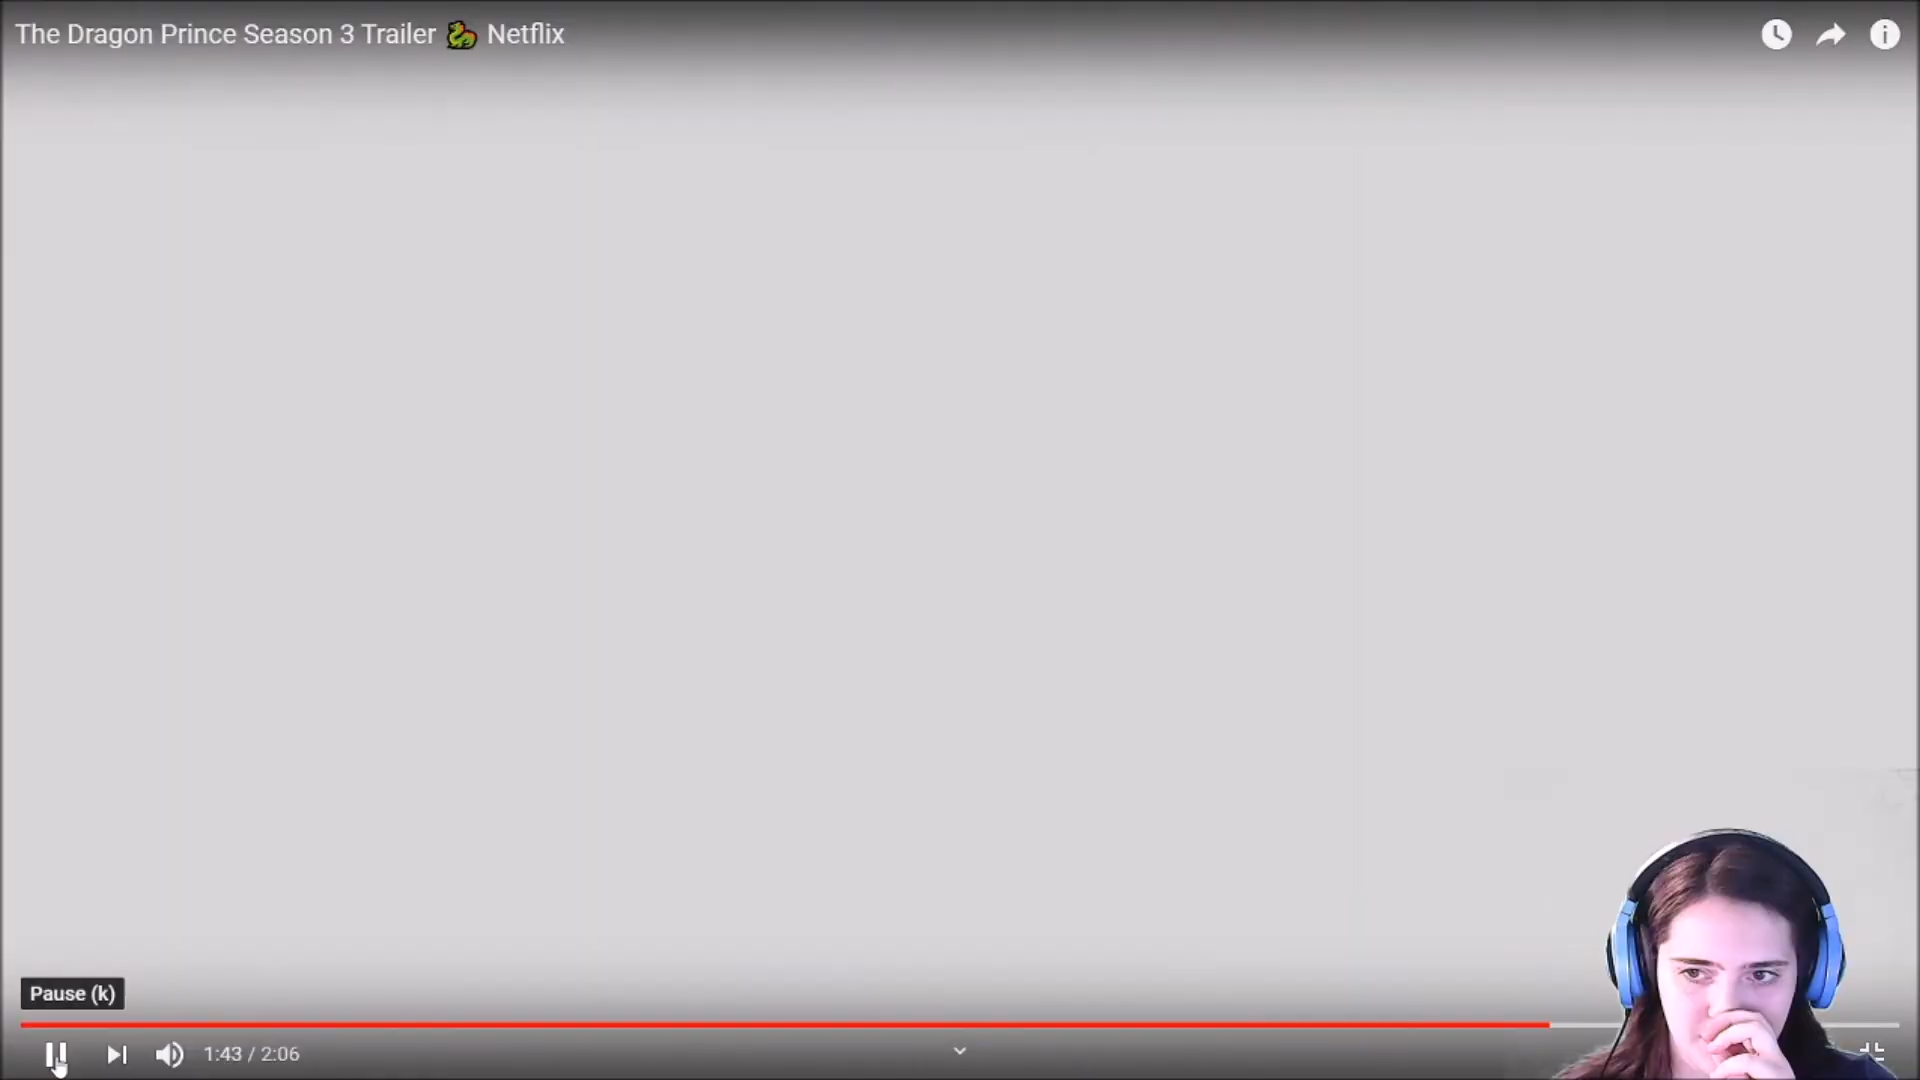 The Dragon Prince Season 3 Trailer 🐉 Netflix
Pause (k)
1:43 / 2:06